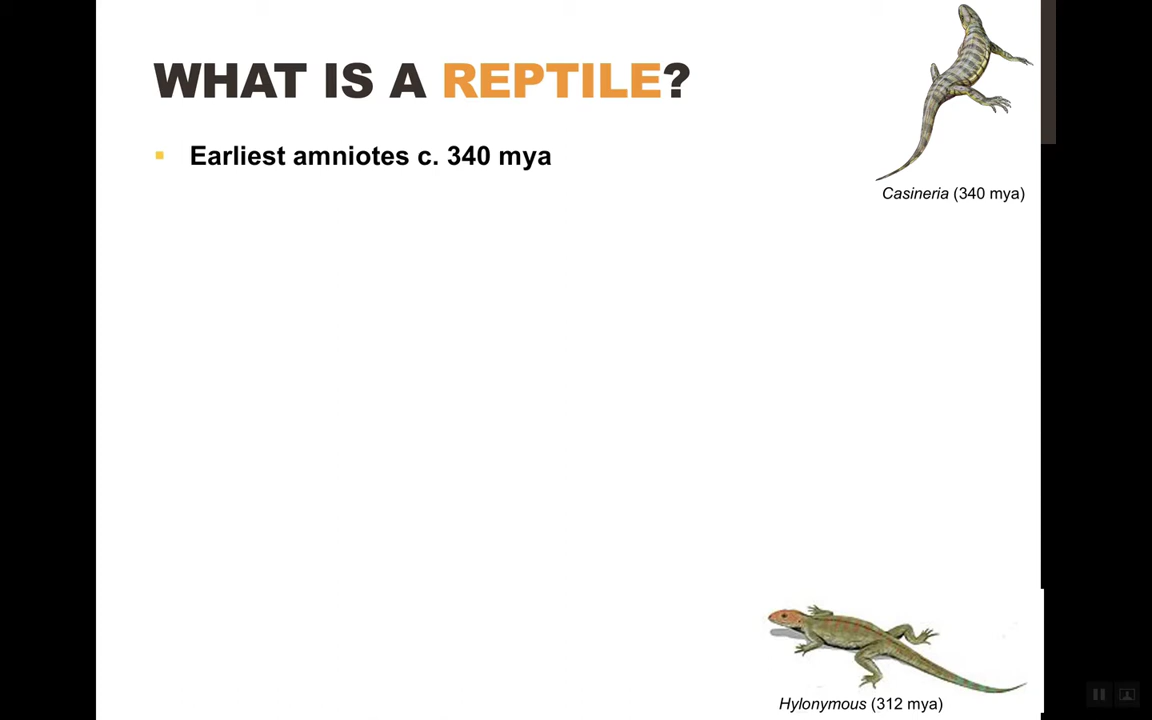 WHAT IS A REPTILE?
▪ Earliest amniotes c. 340 mya
Casineria (340 mya)
Hylonymous (312 mya)